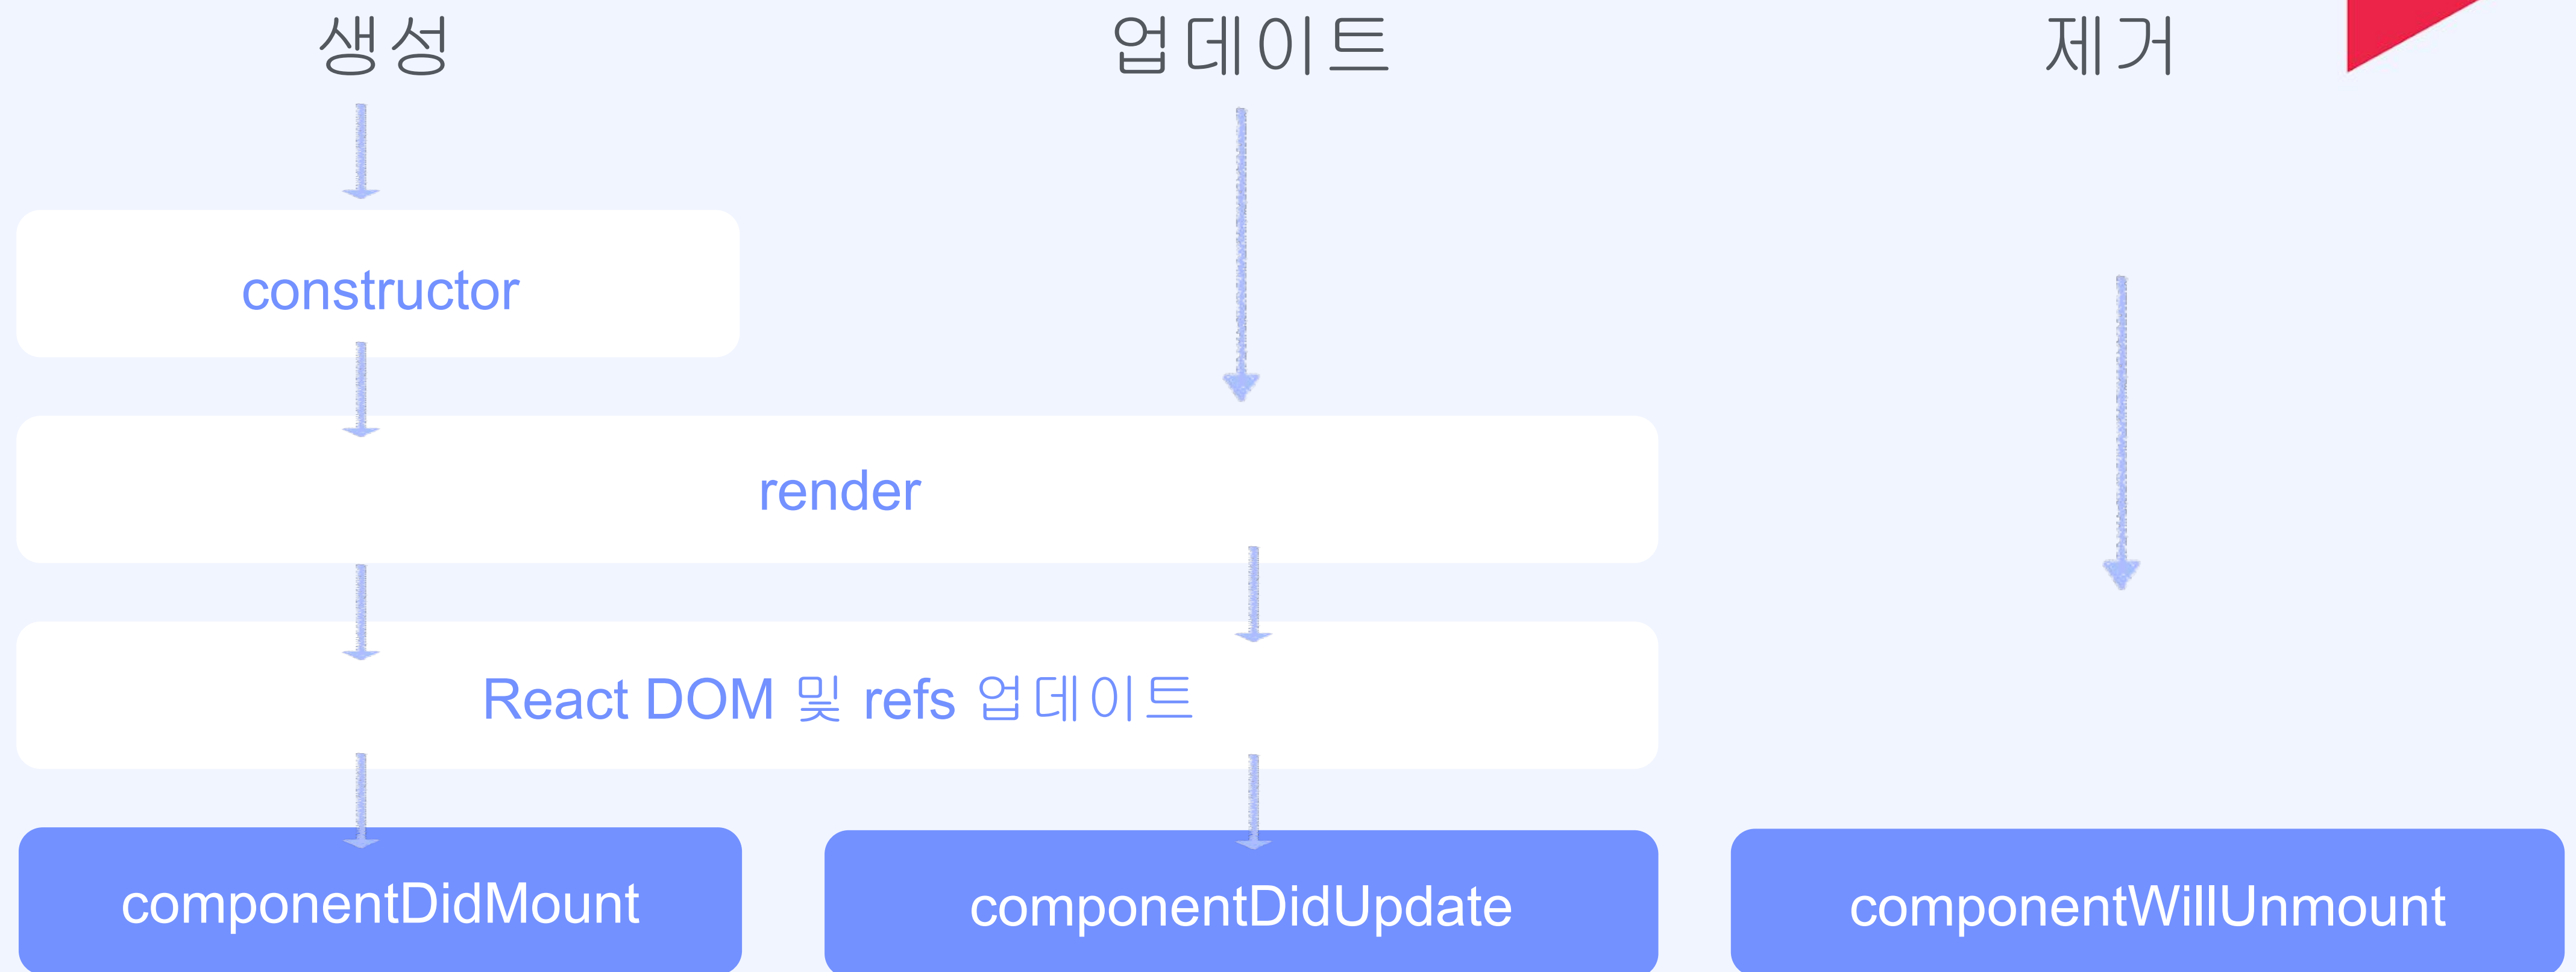 생성
업데이트
제거
constructor
render
React DOM 및 refs 업데이트
componentDidMount
componentDidUpdate
componentWillUnmount